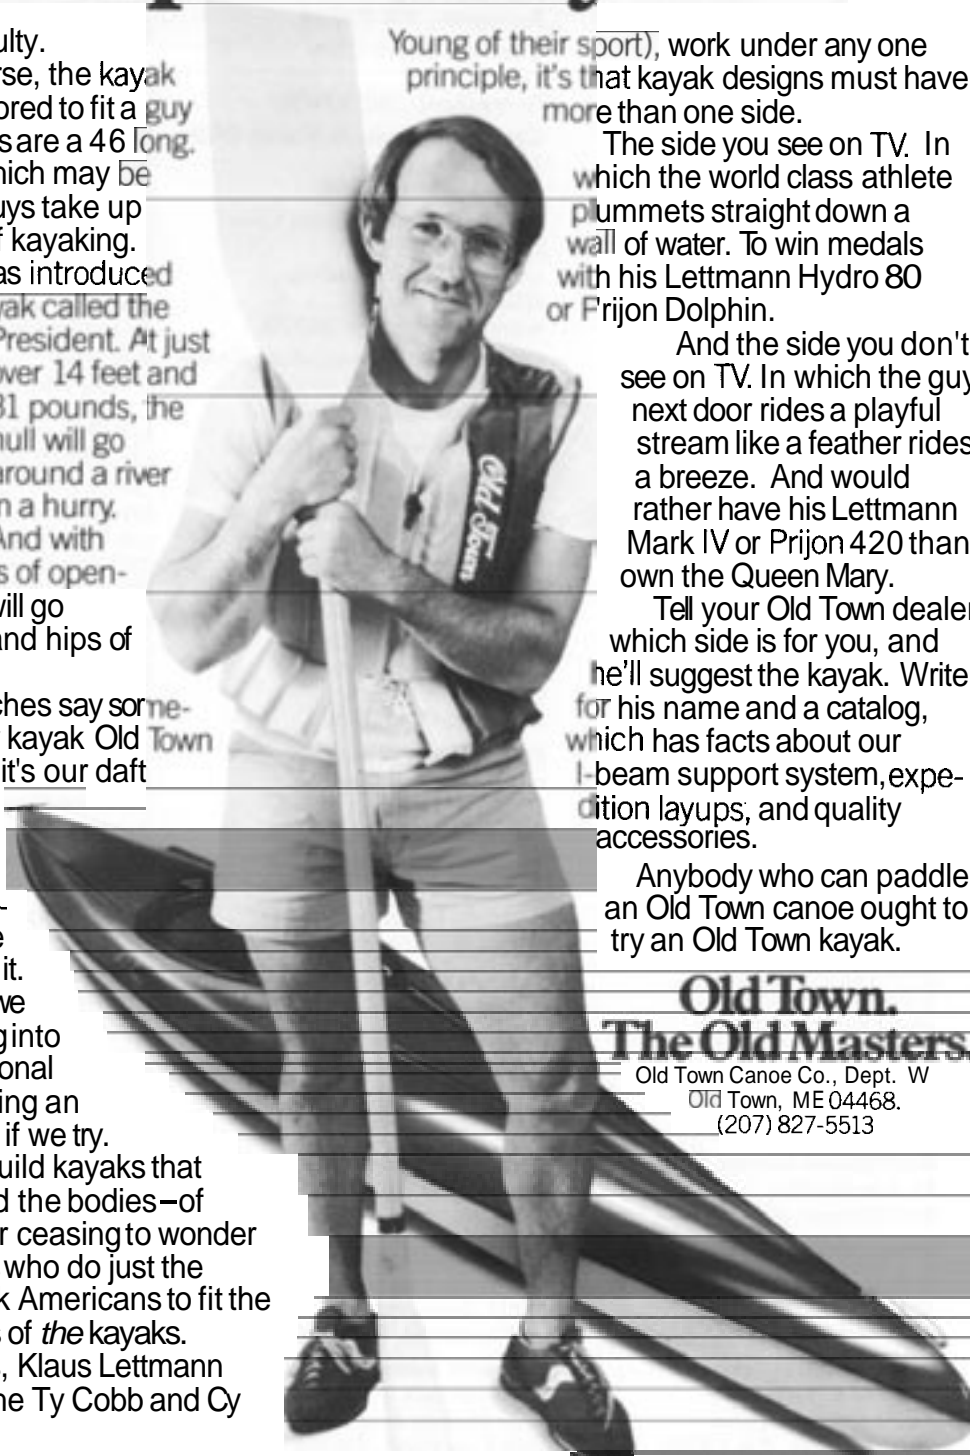 ulty.
rse, the kayak
ored to fit a guy
s are a 46 long.
hich may be
uys take up
f kayaking.
as introduced
yak called the
President. At just
over 14 feet and
31 pounds, the
hull will go
around a river
in a hurry.
And with
s of open-
will go
and hips of
ches say some-
kayak Old Town
it's our daft
e
it.
we
g into
onal
ing an
if we try.
uild kayaks that
d the bodies—of
r ceasing to wonder
who do just the
k Americans to fit the
s of the kayaks.
, Klaus Lettmann
he Ty Cobb and Cy
Young of their sport), work under any one
principle, it's that kayak designs must have
more than one side.
The side you see on TV. In
which the world class athlete
plummets straight down a
wall of water. To win medals
with his Lettmann Hydro 80
or Prijon Dolphin.
And the side you don't
see on TV. In which the guy
next door rides a playful
stream like a feather rides
a breeze. And would
rather have his Lettmann
Mark IV or Prijon 420 than
own the Queen Mary.
Tell your Old Town dealer
which side is for you, and
he'll suggest the kayak. Write
for his name and a catalog,
which has facts about our
I-beam support system, expe-
dition layups, and quality
accessories.
Anybody who can paddle
an Old Town canoe ought to
try an Old Town kayak.
Old Town
Old Town.
The Old Masters.
Old Town Canoe Co., Dept. W
Old Town, ME 04468.
(207) 827-5513